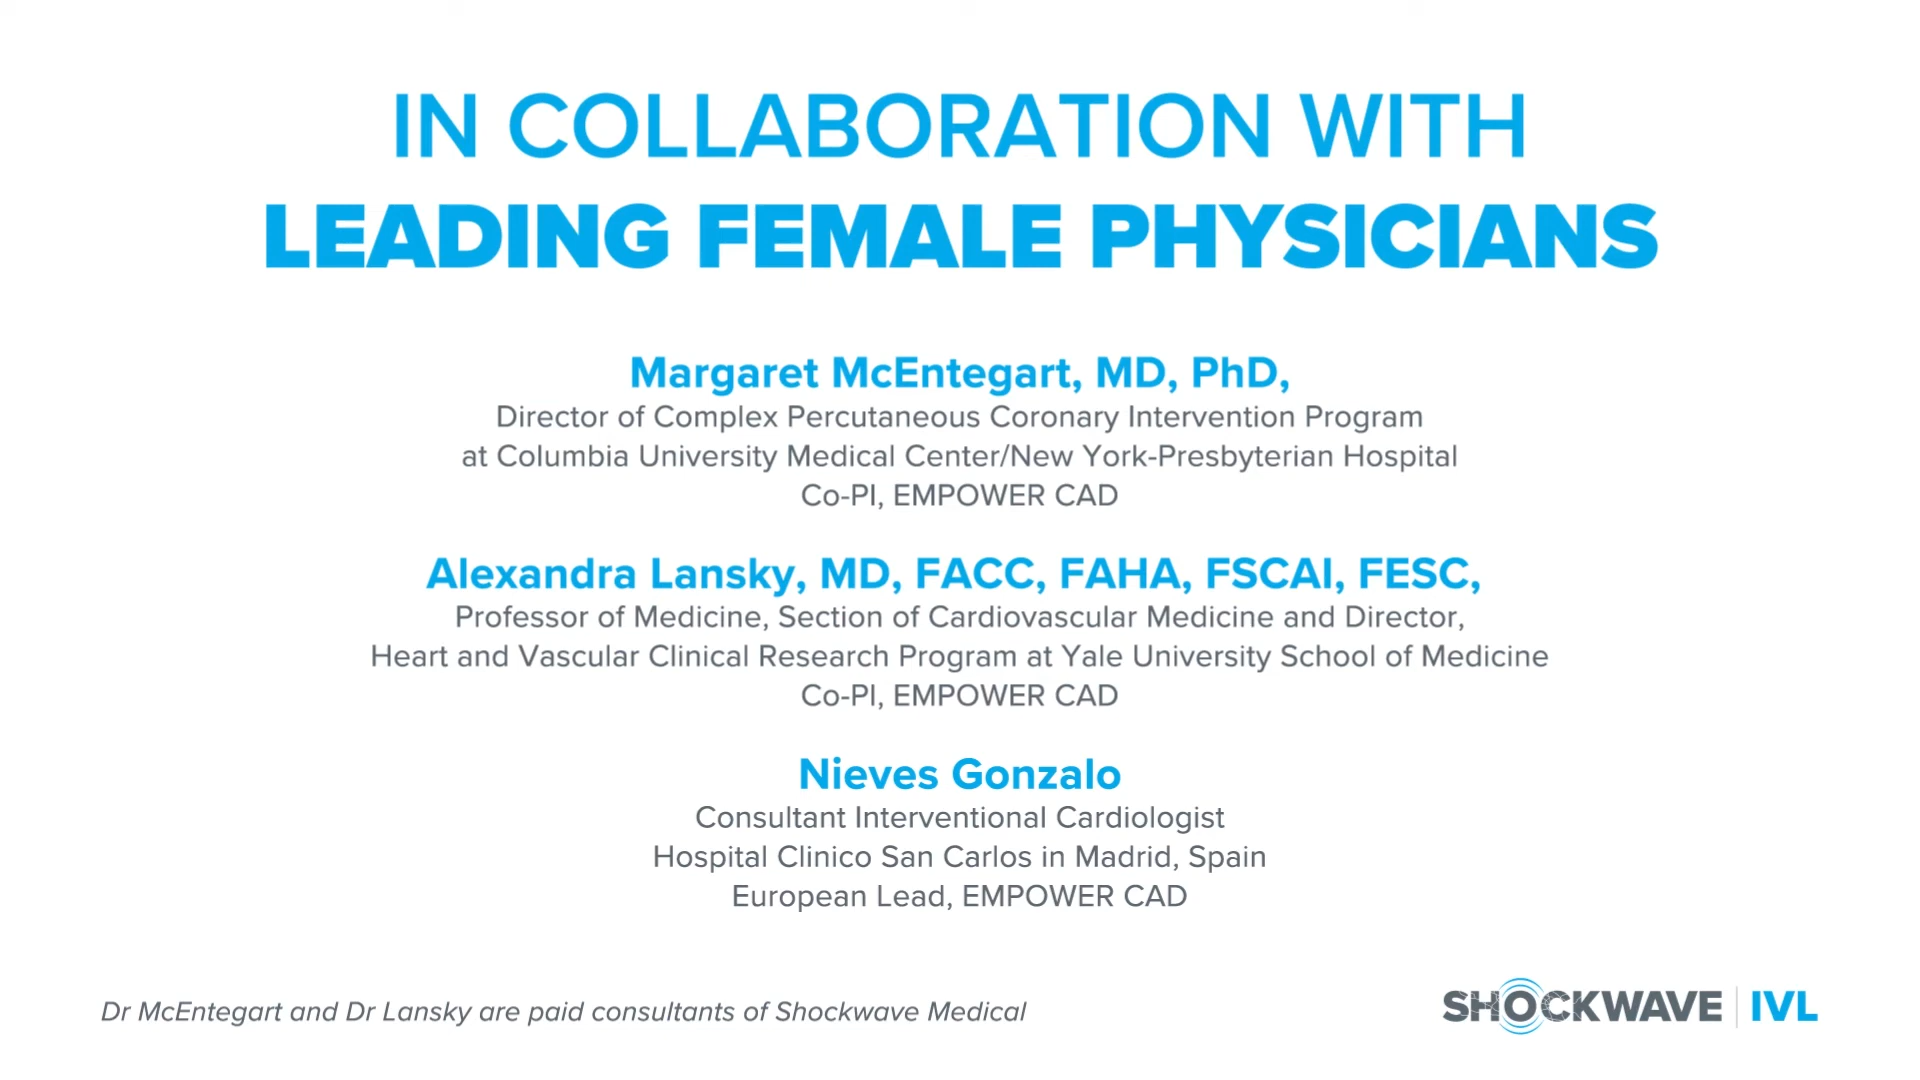 IN COLLABORATION WITH
LEADING FEMALE PHYSICIANS
Margaret McEntegart, MD, PhD,
Director of Complex Percutaneous Coronary Intervention Program
at Columbia University Medical Center/New York-Presbyterian Hospital
Co-PI, EMPOWER CAD
Alexandra Lansky, MD, FACC, FAHA, FSCAI, FESC,
Professor of Medicine, Section of Cardiovascular Medicine and Director,
Heart and Vascular Clinical Research Program at Yale University School of Medicine
Co-PI, EMPOWER CAD
Nieves Gonzalo
Consultant Interventional Cardiologist
Hospital Clinico San Carlos in Madrid, Spain
European Lead, EMPOWER CAD
Dr McEntegart and Dr Lansky are paid consultants of Shockwave Medical
SHOCKWAVE | IVL